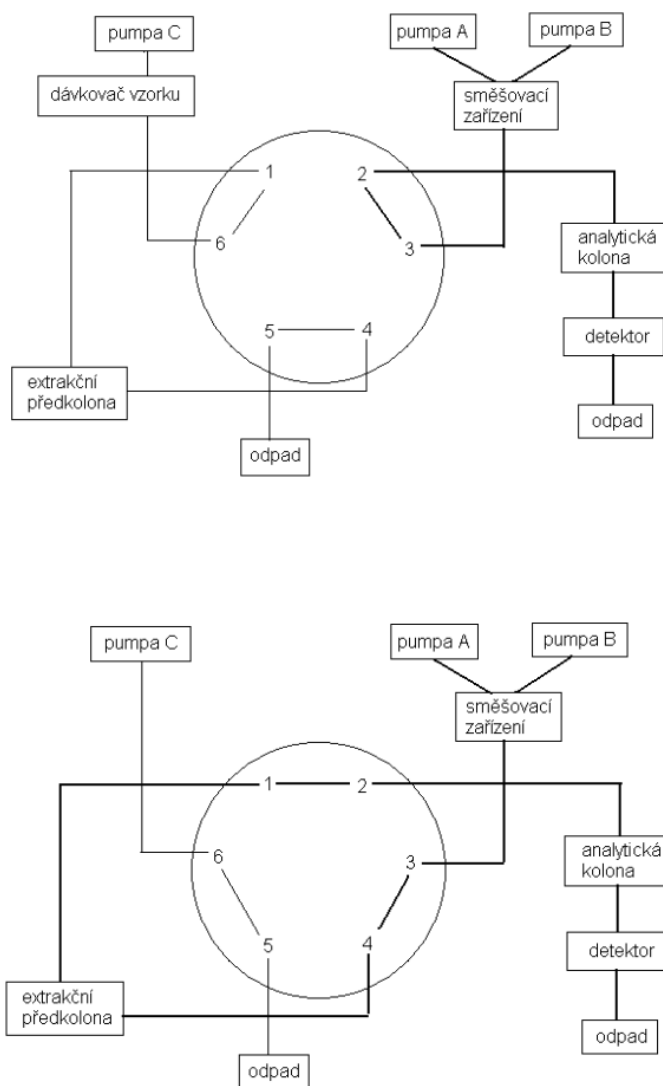 pumpa C
pumpa A
pumpa B
dávkovač vzorku
směšovací
zařízení
1
2
6
3
analytická
kolona
5
4
detektor
extrakční
předkolona
odpad
odpad
pumpa C
pumpa A
pumpa B
směšovací
zařízení
1
2
6
3
analytická
kolona
5
4
detektor
extrakční
předkolona
odpad
odpad